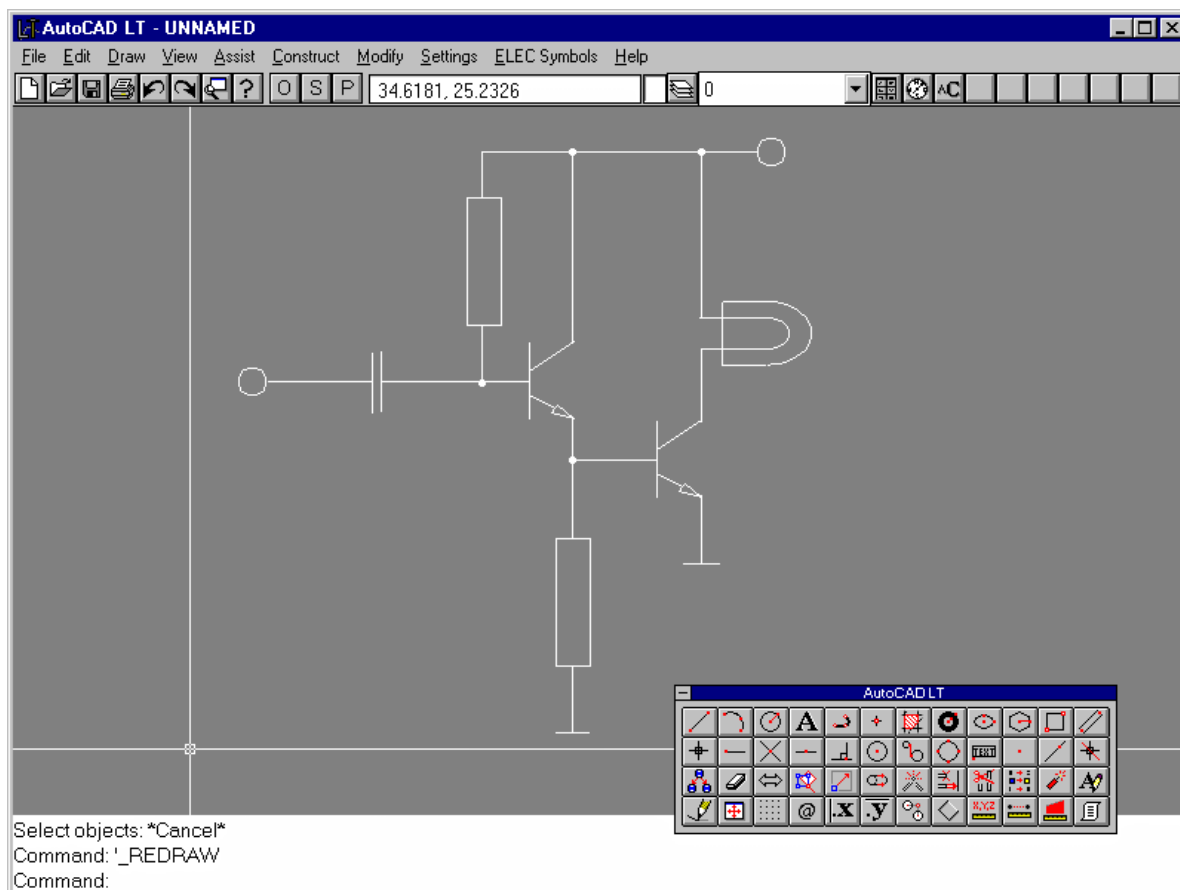 AutoCAD LT - UNNAMED
File Edit Draw View Assist Construct Modify Settings ELEC Symbols Help
? O S P 34.6181, 25.2326 0 ^C
AutoCAD LT
A
TEXT
A
@ .X .Y X,Y,Z
Select objects: *Cancel*
Command: '_REDRAW
Command: